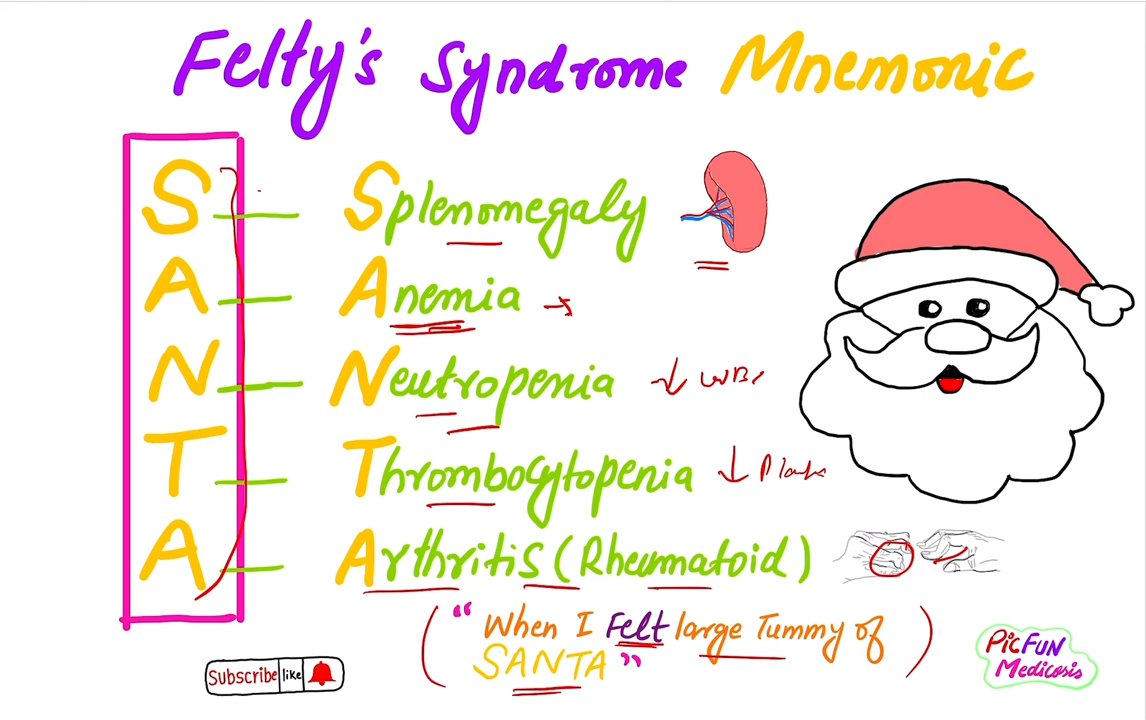 Felty's Syndrome Mnemonic
S Splenomegaly
A Anemia
N Neutropenia
T Thrombocytopenia
A Arthritis (Rheumatoid)
("When I Felt large Tummy of
SANTA")
Subscribe like
PicFun
Medicosis